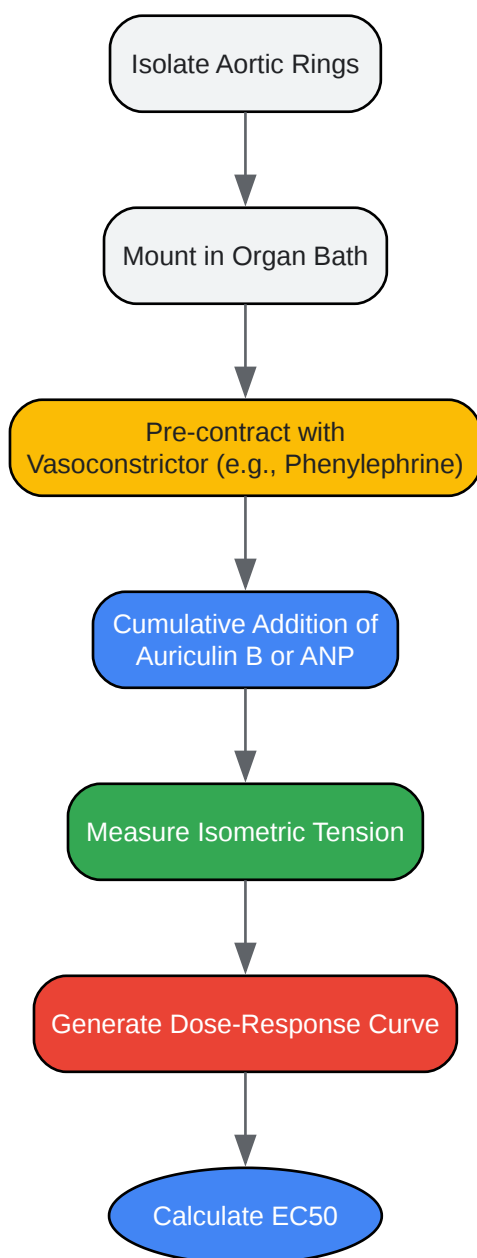 Isolate Aortic Rings
Mount in Organ Bath
Pre-contract with
Vasoconstrictor (e.g., Phenylephrine)
Cumulative Addition of
Auriculin B or ANP
Measure Isometric Tension
Generate Dose-Response Curve
Calculate EC50